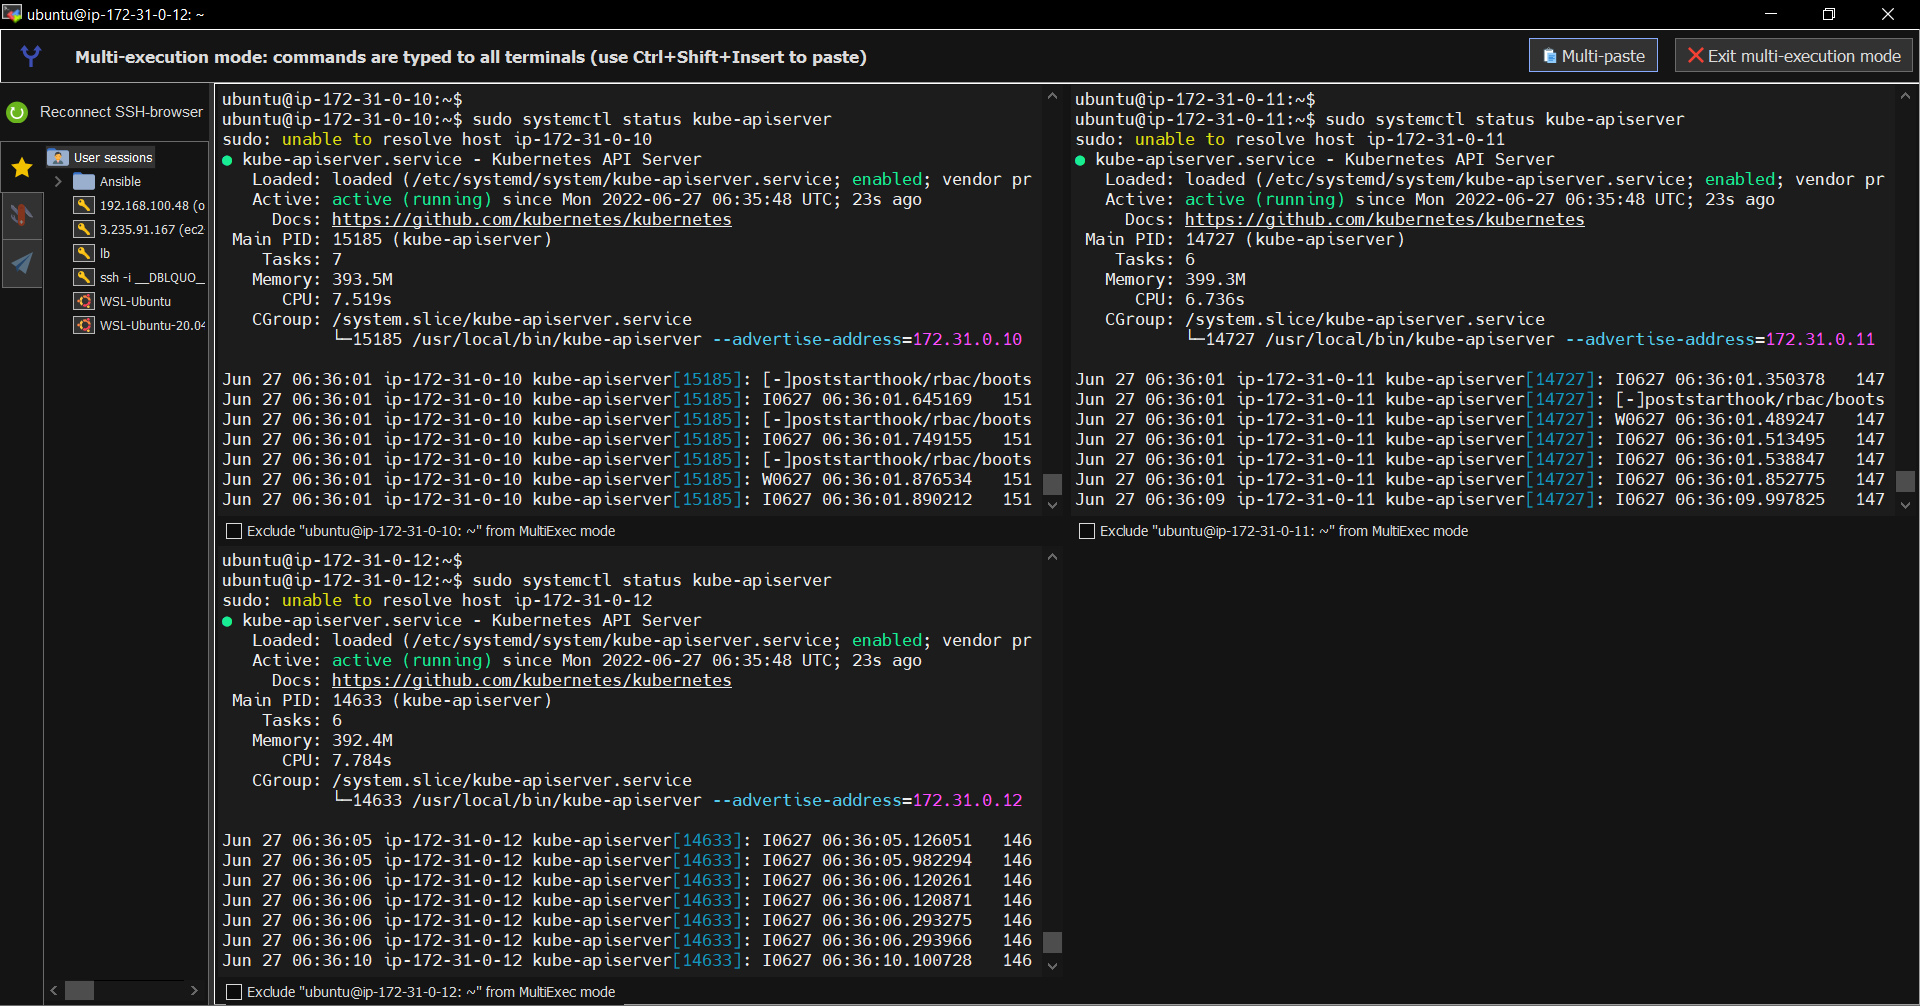 ubuntu@ip-172-31-0-12: ~
Multi-execution mode: commands are typed to all terminals (use Ctrl+Shift+Insert to paste)
Multi-paste
Exit multi-execution mode
Reconnect SSH-browser
User sessions
Ansible
192.168.100.48 (o
3.235.91.167 (ec2
lb
ssh -i __DBLQUO__
WSL-Ubuntu
WSL-Ubuntu-20.04
ubuntu@ip-172-31-0-10:~$
ubuntu@ip-172-31-0-10:~$ sudo systemctl status kube-apiserver
sudo: unable to resolve host ip-172-31-0-10
● kube-apiserver.service - Kubernetes API Server
Loaded: loaded (/etc/systemd/system/kube-apiserver.service; enabled; vendor pr
Active: active (running) since Mon 2022-06-27 06:35:48 UTC; 23s ago
Docs: https://github.com/kubernetes/kubernetes
Main PID: 15185 (kube-apiserver)
Tasks: 7
Memory: 393.5M
CPU: 7.519s
CGroup: /system.slice/kube-apiserver.service
└─15185 /usr/local/bin/kube-apiserver --advertise-address=172.31.0.10
Jun 27 06:36:01 ip-172-31-0-10 kube-apiserver[15185]: [-]poststarthook/rbac/boots
Jun 27 06:36:01 ip-172-31-0-10 kube-apiserver[15185]: I0627 06:36:01.645169 151
Jun 27 06:36:01 ip-172-31-0-10 kube-apiserver[15185]: [-]poststarthook/rbac/boots
Jun 27 06:36:01 ip-172-31-0-10 kube-apiserver[15185]: I0627 06:36:01.749155 151
Jun 27 06:36:01 ip-172-31-0-10 kube-apiserver[15185]: [-]poststarthook/rbac/boots
Jun 27 06:36:01 ip-172-31-0-10 kube-apiserver[15185]: W0627 06:36:01.876534 151
Jun 27 06:36:01 ip-172-31-0-10 kube-apiserver[15185]: I0627 06:36:01.890212 151
Exclude "ubuntu@ip-172-31-0-10: ~" from MultiExec mode
ubuntu@ip-172-31-0-11:~$
ubuntu@ip-172-31-0-11:~$ sudo systemctl status kube-apiserver
sudo: unable to resolve host ip-172-31-0-11
● kube-apiserver.service - Kubernetes API Server
Loaded: loaded (/etc/systemd/system/kube-apiserver.service; enabled; vendor pr
Active: active (running) since Mon 2022-06-27 06:35:48 UTC; 23s ago
Docs: https://github.com/kubernetes/kubernetes
Main PID: 14727 (kube-apiserver)
Tasks: 6
Memory: 399.3M
CPU: 6.736s
CGroup: /system.slice/kube-apiserver.service
└─14727 /usr/local/bin/kube-apiserver --advertise-address=172.31.0.11
Jun 27 06:36:01 ip-172-31-0-11 kube-apiserver[14727]: I0627 06:36:01.350378 147
Jun 27 06:36:01 ip-172-31-0-11 kube-apiserver[14727]: [-]poststarthook/rbac/boots
Jun 27 06:36:01 ip-172-31-0-11 kube-apiserver[14727]: W0627 06:36:01.489247 147
Jun 27 06:36:01 ip-172-31-0-11 kube-apiserver[14727]: I0627 06:36:01.513495 147
Jun 27 06:36:01 ip-172-31-0-11 kube-apiserver[14727]: I0627 06:36:01.538847 147
Jun 27 06:36:01 ip-172-31-0-11 kube-apiserver[14727]: I0627 06:36:01.852775 147
Jun 27 06:36:09 ip-172-31-0-11 kube-apiserver[14727]: I0627 06:36:09.997825 147
Exclude "ubuntu@ip-172-31-0-11: ~" from MultiExec mode
ubuntu@ip-172-31-0-12:~$
ubuntu@ip-172-31-0-12:~$ sudo systemctl status kube-apiserver
sudo: unable to resolve host ip-172-31-0-12
● kube-apiserver.service - Kubernetes API Server
Loaded: loaded (/etc/systemd/system/kube-apiserver.service; enabled; vendor pr
Active: active (running) since Mon 2022-06-27 06:35:48 UTC; 23s ago
Docs: https://github.com/kubernetes/kubernetes
Main PID: 14633 (kube-apiserver)
Tasks: 6
Memory: 392.4M
CPU: 7.784s
CGroup: /system.slice/kube-apiserver.service
└─14633 /usr/local/bin/kube-apiserver --advertise-address=172.31.0.12
Jun 27 06:36:05 ip-172-31-0-12 kube-apiserver[14633]: I0627 06:36:05.126051 146
Jun 27 06:36:05 ip-172-31-0-12 kube-apiserver[14633]: I0627 06:36:05.982294 146
Jun 27 06:36:06 ip-172-31-0-12 kube-apiserver[14633]: I0627 06:36:06.120261 146
Jun 27 06:36:06 ip-172-31-0-12 kube-apiserver[14633]: I0627 06:36:06.120871 146
Jun 27 06:36:06 ip-172-31-0-12 kube-apiserver[14633]: I0627 06:36:06.293275 146
Jun 27 06:36:06 ip-172-31-0-12 kube-apiserver[14633]: I0627 06:36:06.293966 146
Jun 27 06:36:10 ip-172-31-0-12 kube-apiserver[14633]: I0627 06:36:10.100728 146
Exclude "ubuntu@ip-172-31-0-12: ~" from MultiExec mode